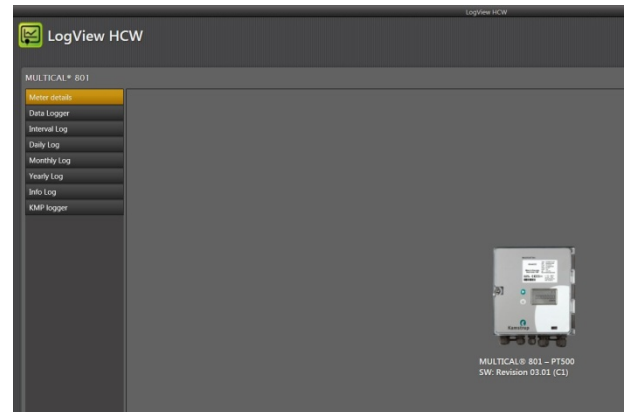 LogView HCW
LogView HCW
MULTICAL® 801
Meter details
Data Logger
Interval Log
Daily Log
Monthly Log
Yearly Log
Info Log
KMP logger
Kamstrup
MULTICAL® 801 – PT500
SW: Revision 03.01 (C1)